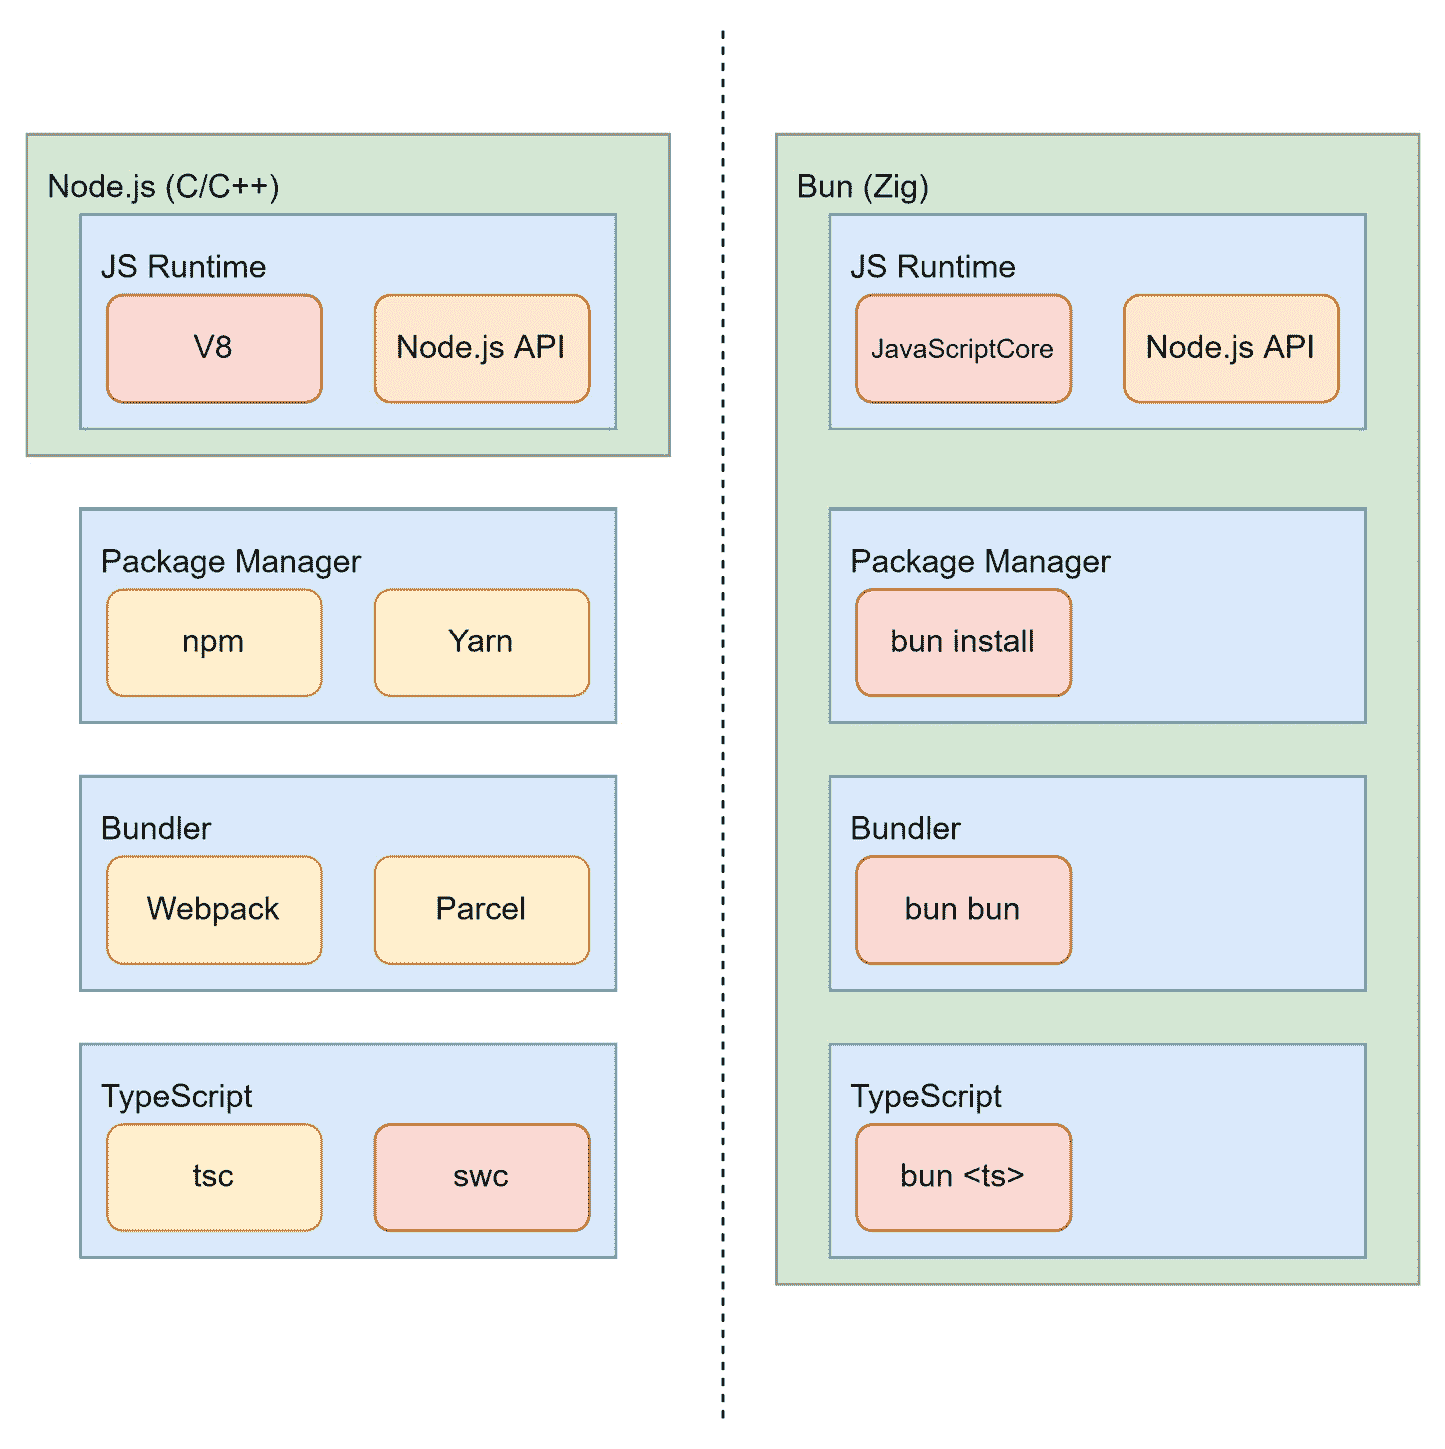 Node.js (C/C++)
JS Runtime
V8
Node.js API
Package Manager
npm
Yarn
Bundler
Webpack
Parcel
TypeScript
tsc
swc
Bun (Zig)
JS Runtime
JavaScriptCore
Node.js API
Package Manager
bun install
Bundler
bun bun
TypeScript
bun <ts>